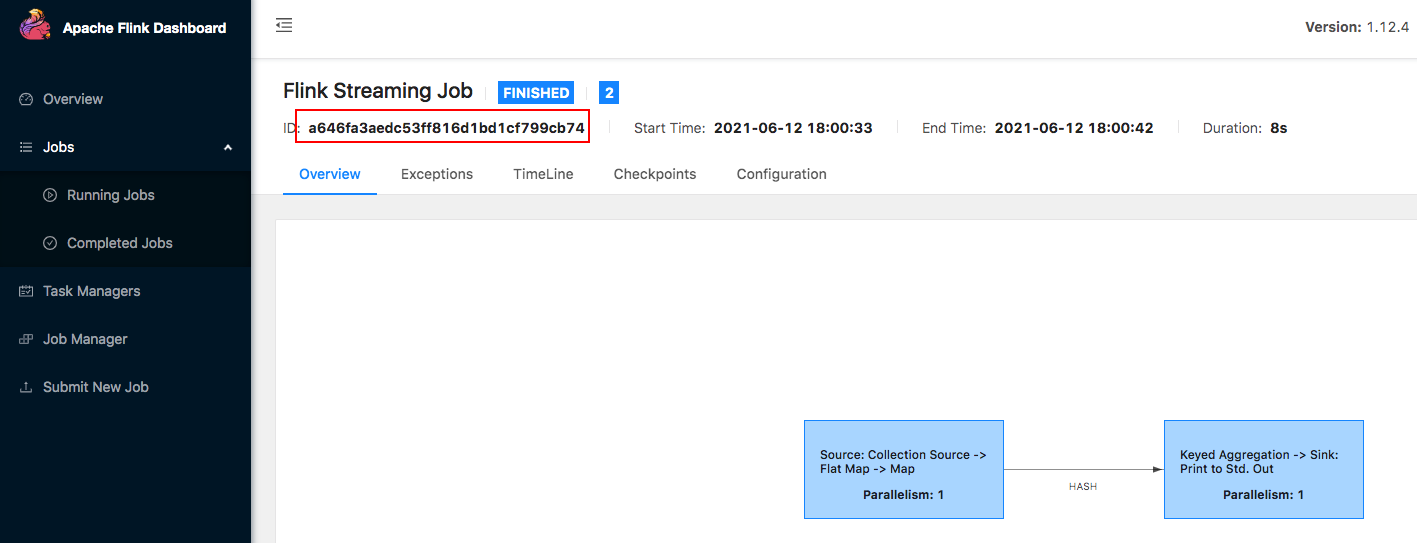 Apache Flink Dashboard
Version: 1.12.4
Overview
Jobs
Running Jobs
Completed Jobs
Task Managers
Job Manager
Submit New Job
Flink Streaming Job FINISHED 2
ID: a646fa3aedc53ff816d1bd1cf799cb74 Start Time: 2021-06-12 18:00:33 End Time: 2021-06-12 18:00:42 Duration: 8s
Overview Exceptions TimeLine Checkpoints Configuration
Source: Collection Source ->
Flat Map -> Map
Parallelism: 1
HASH
Keyed Aggregation -> Sink:
Print to Std. Out
Parallelism: 1